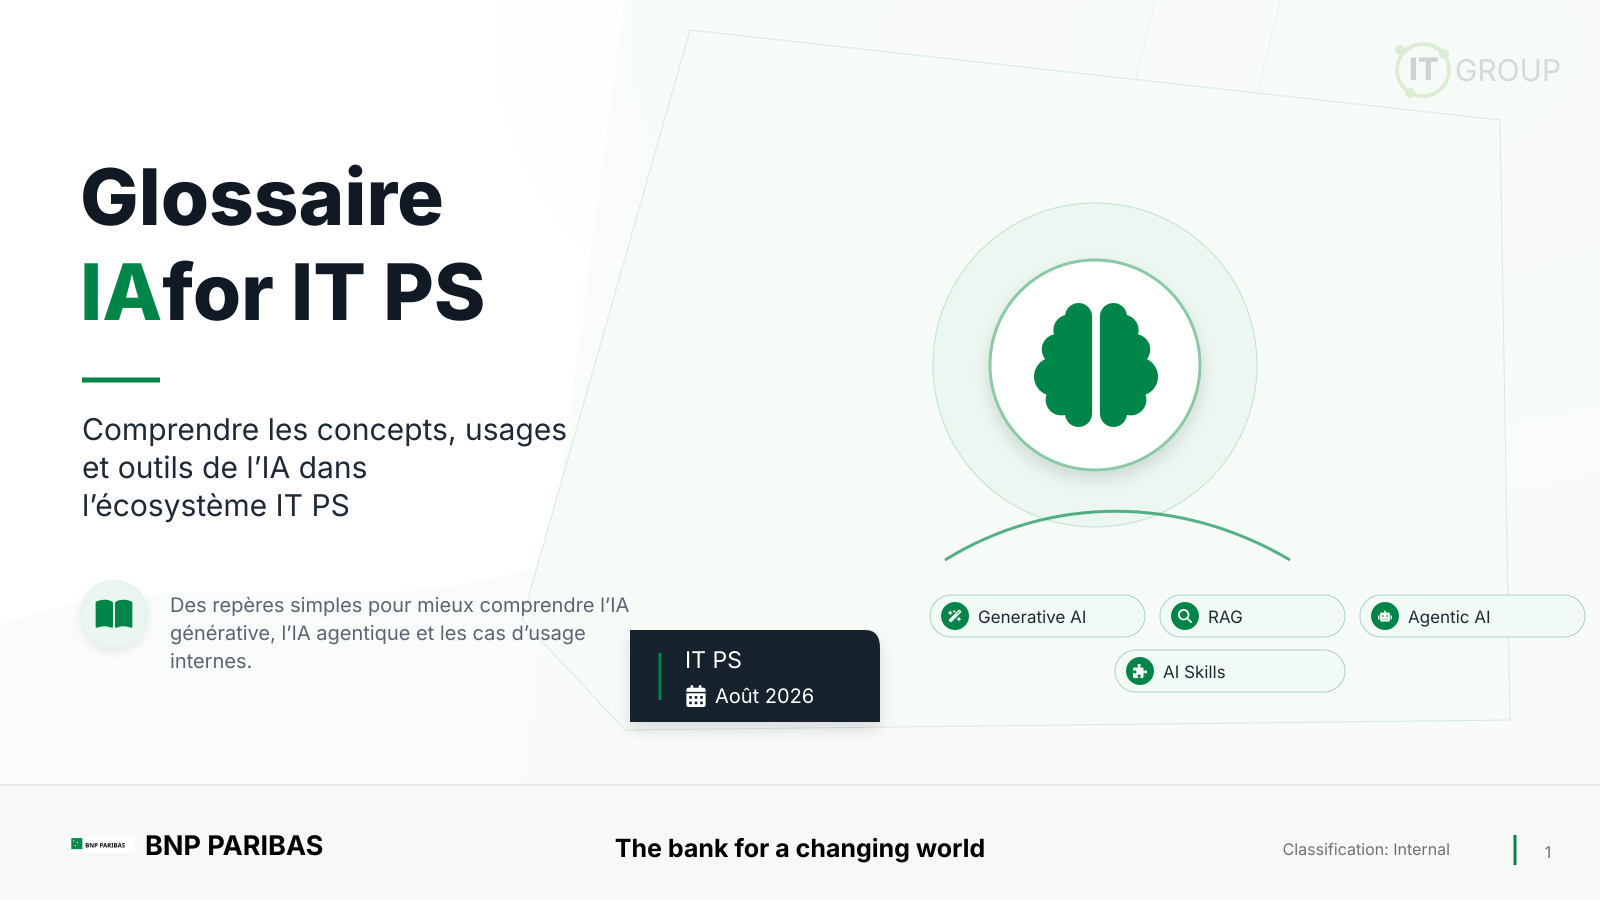 IT GROUP
Glossaire
IA for IT PS
Comprendre les concepts, usages
et outils de l’IA dans
l’écosystème IT PS
Des repères simples pour mieux comprendre l’IA
générative, l’IA agentique et les cas d’usage
internes.
IT PS
Août 2026
Generative AI
RAG
Agentic AI
AI Skills
BNP PARIBAS
BNP PARIBAS
The bank for a changing world
Classification: Internal
1